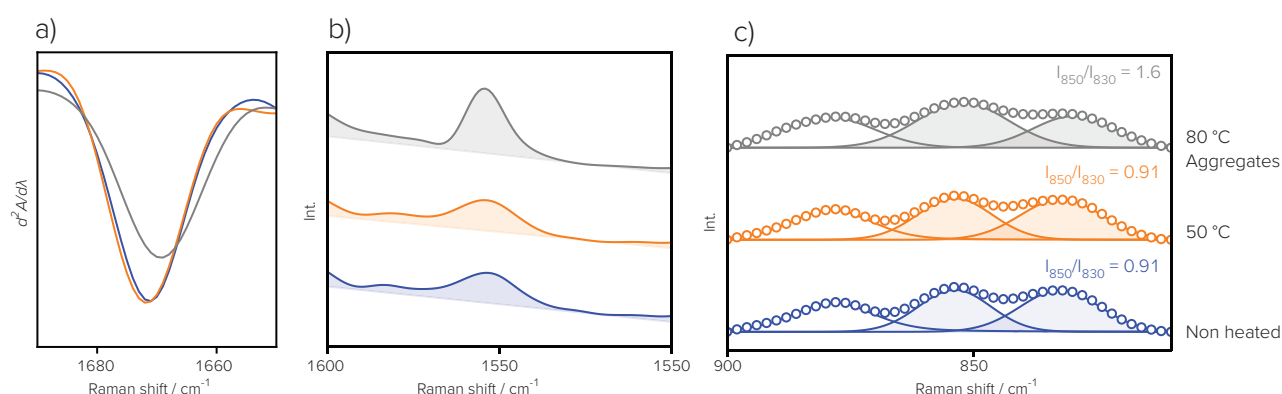 a)
d² A/dλ
1680
1660
Raman shift / cm⁻¹
b)
Int.
1600
1550
1550
Raman shift / cm⁻¹
c)
Int.
I₈₅₀/I₈₃₀ = 1.6
80 °C
Aggregates
I₈₅₀/I₈₃₀ = 0.91
50 °C
I₈₅₀/I₈₃₀ = 0.91
Non heated
900
850
Raman shift / cm⁻¹